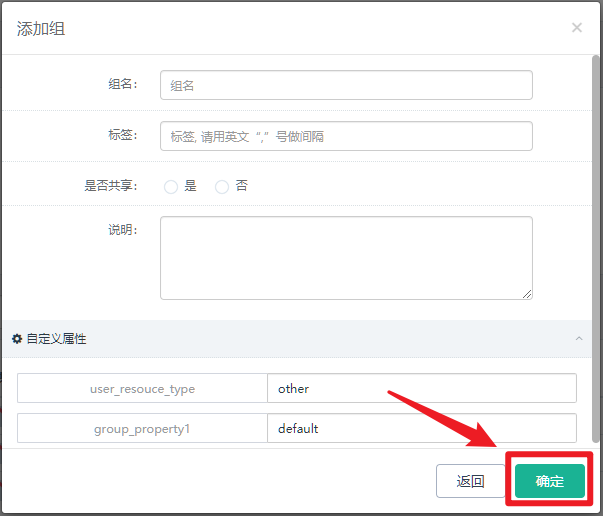 添加组 ×
组名： 组名
标签： 标签, 请用英文 “,” 号做间隔
是否共享： 是 否
说明：
自定义属性
user_resouce_type other
group_property1 default
返回 确定